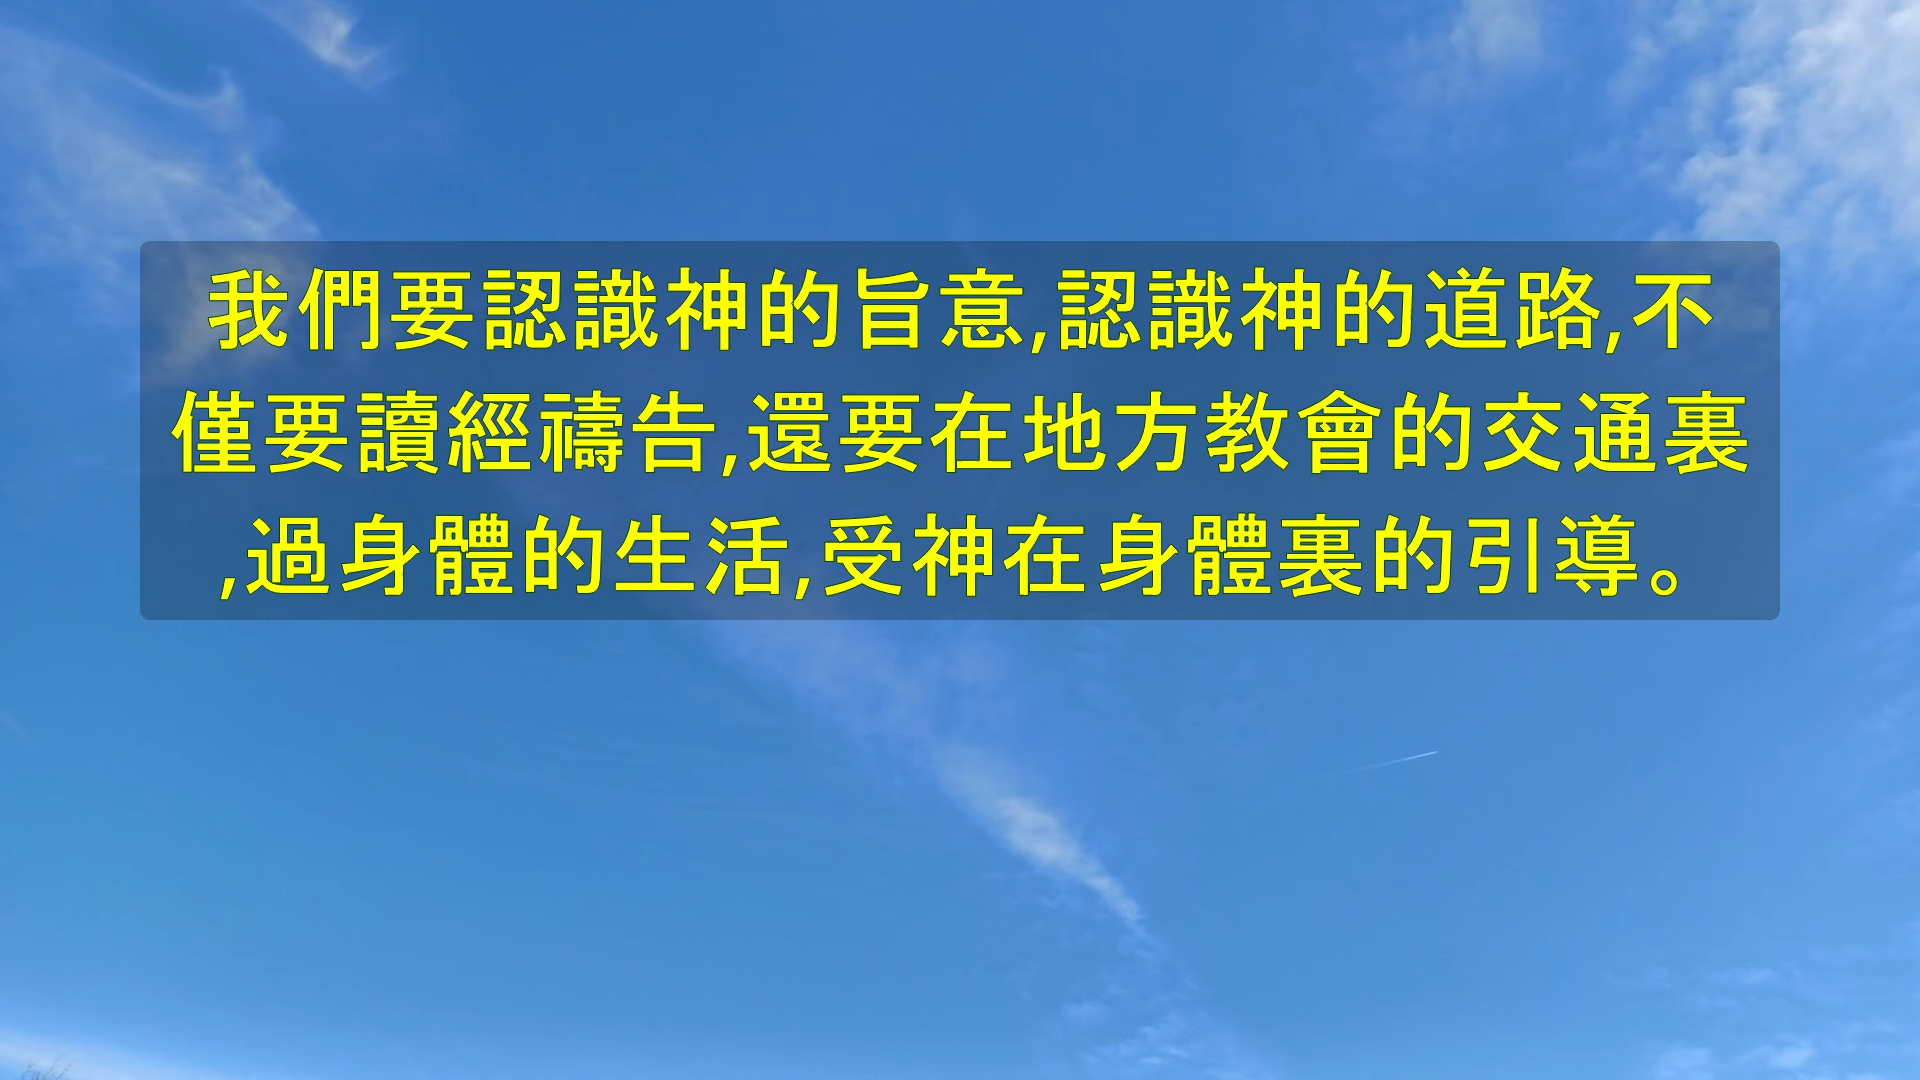 我們要認識神的旨意,認識神的道路,不
僅要讀經禱告,還要在地方教會的交通裏
,過身體的生活,受神在身體裏的引導。